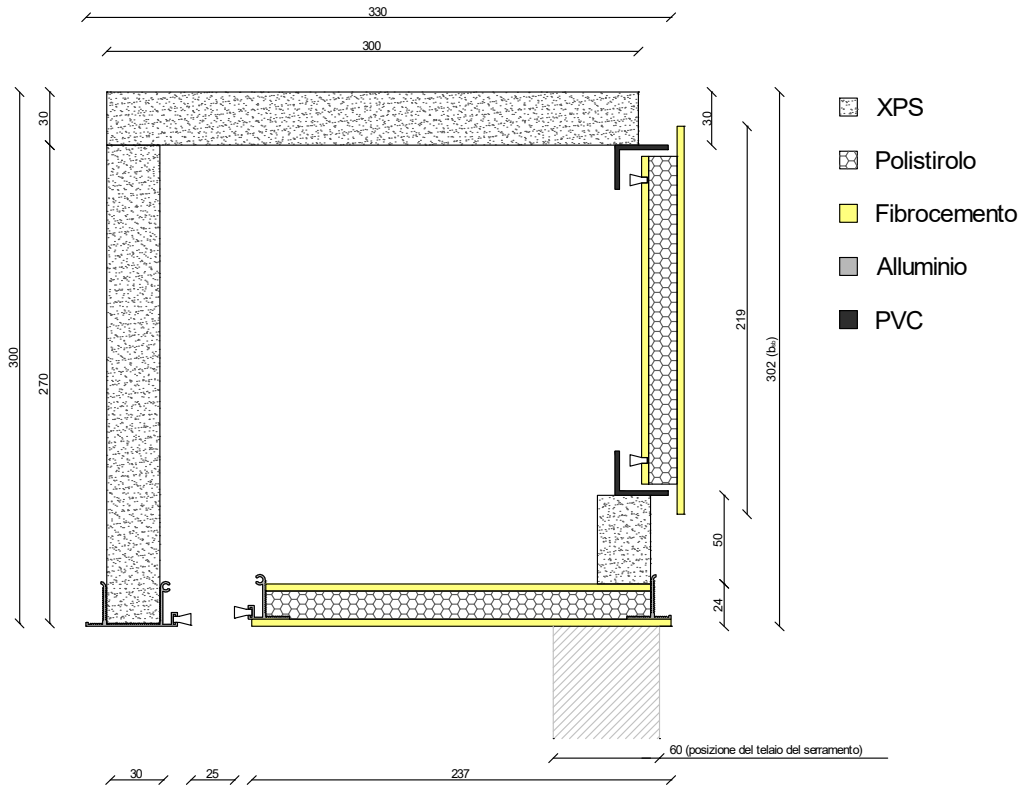 330
300
30
300
270
30
219
302 (b
50
24
XPS
Polistirolo
Fibrocemento
Alluminio
PVC
60 (posizione del telaio del serramento)
30
25
237